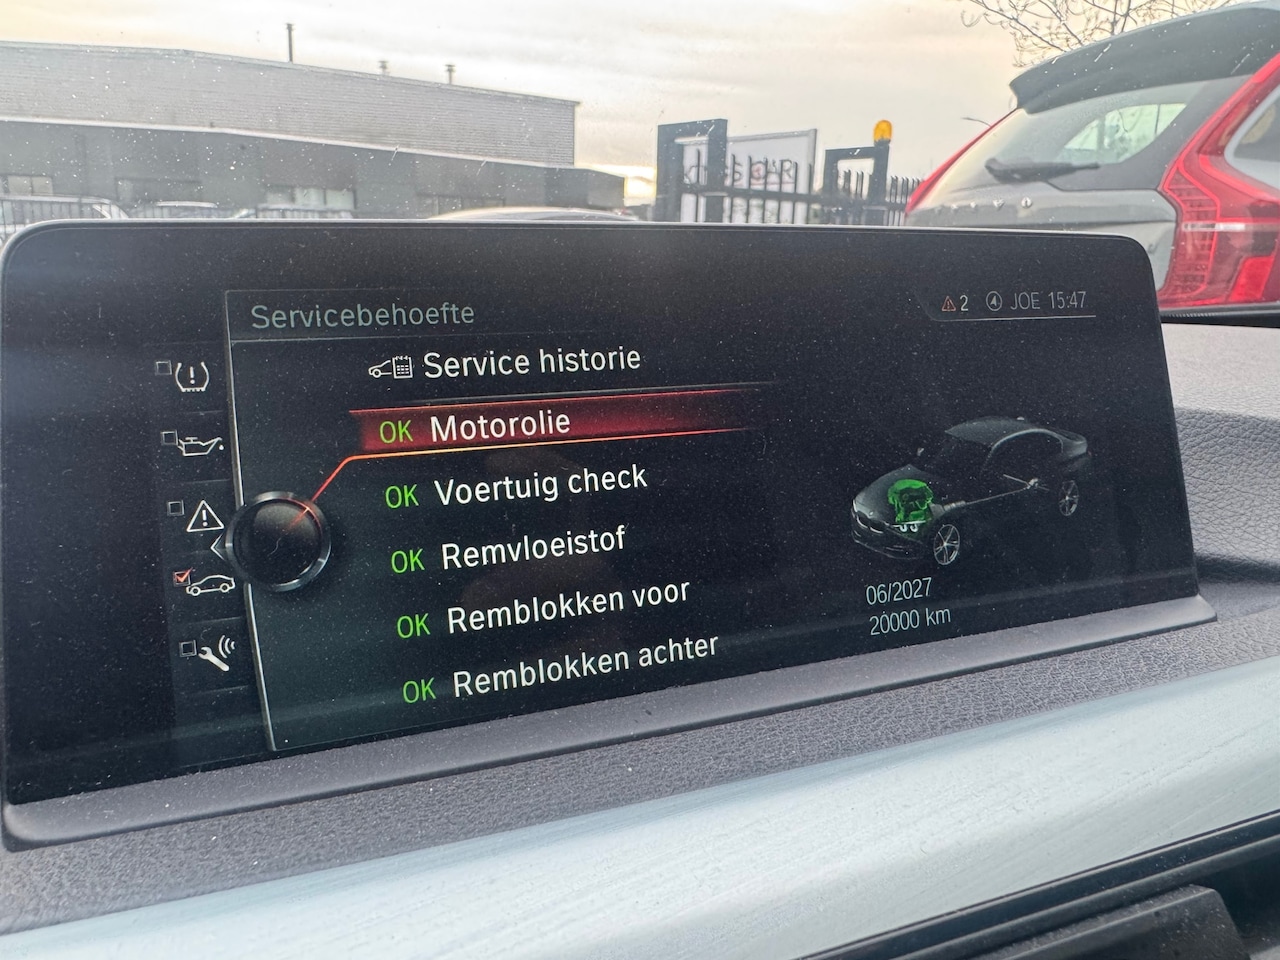 Servicebehoefte
2 JOE 15:47
Service historie
OK Motorolie
OK Voertuig check
OK Remvloeistof
OK Remblokken voor
OK Remblokken achter
06/2027
20000 km